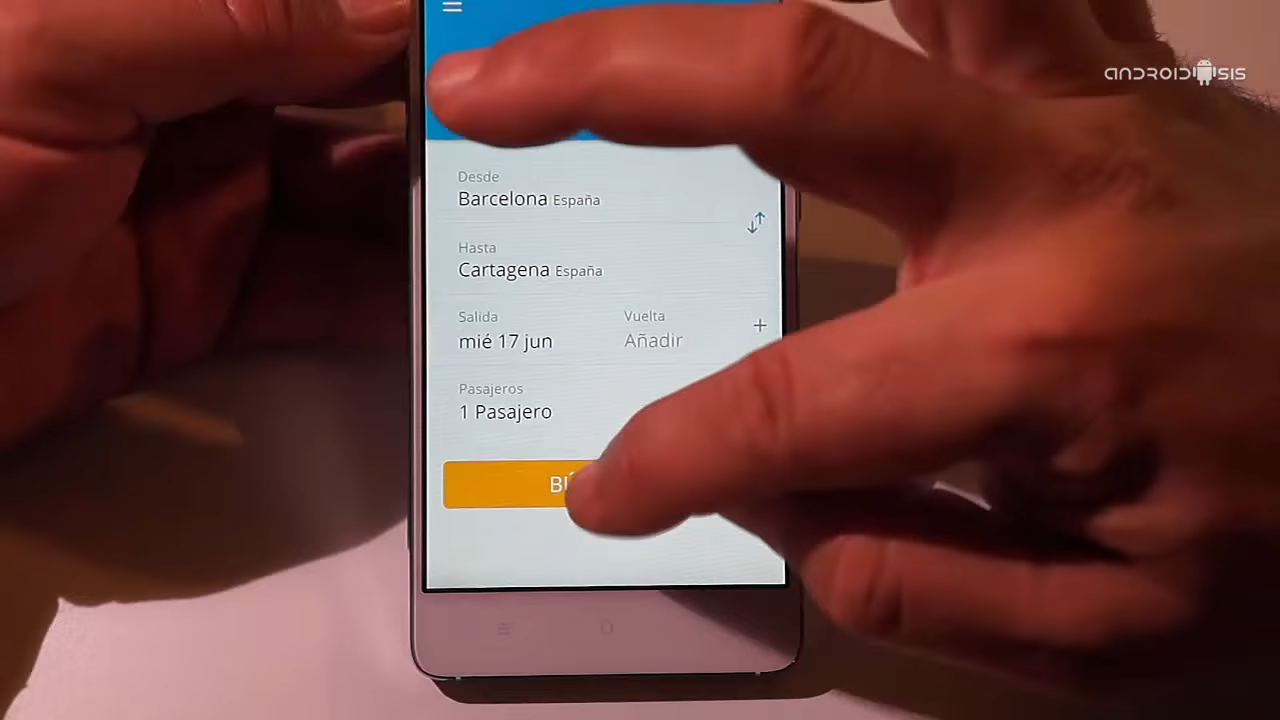 ANDROIDSIS
Desde
Barcelona España
Hasta
Cartagena España
Salida
Vuelta
mié 17 jun
Añadir
Pasajeros
1 Pasajero